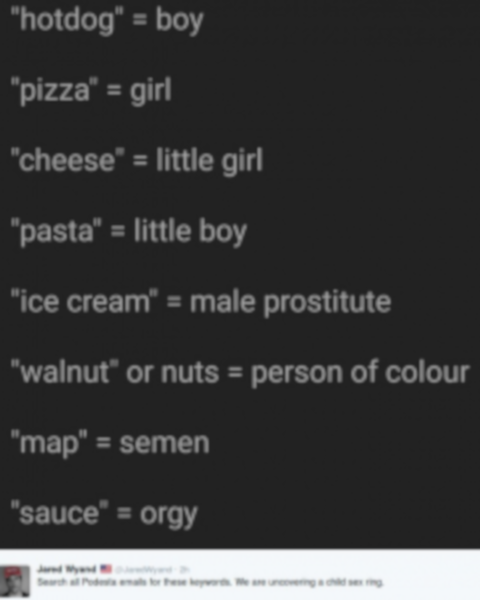 "hotdog" = boy
"pizza" = girl
"cheese" = little girl
"pasta" = little boy
"ice cream" = male prostitute
"walnut" or nuts = person of colour
"map" = semen
"sauce" = orgy
Jared Wyand 🇺🇸 @JaredWyand · 2h
Search all Podesta emails for these keywords. We are uncovering a child sex ring.